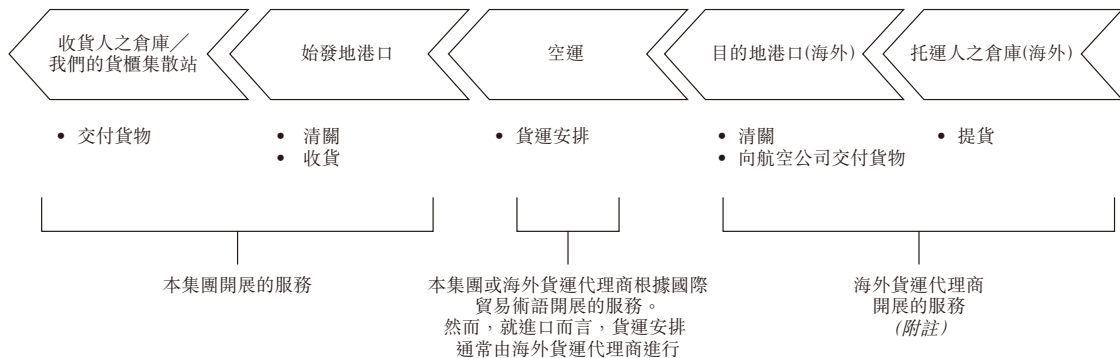 收貨人之倉庫╱
我們的貨櫃集散站
始發地港口
空運
目的地港口(海外)
托運人之倉庫(海外)
• 交付貨物
• 清關
• 收貨
• 貨運安排
• 清關
• 向航空公司交付貨物
• 提貨
本集團開展的服務
本集團或海外貨運代理商根據國際
貿易術語開展的服務。
然而，就進口而言，貨運安排
通常由海外貨運代理商進行
海外貨運代理商
開展的服務
(附註)